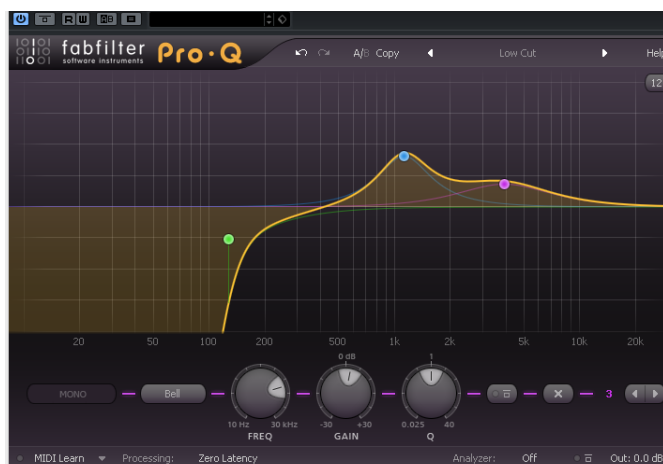 R W AB
fabfilter Pro·Q
software instruments
A/B Copy Low Cut Help
12
20 50 100 200 500 1k 2k 5k 10k 20k
0 dB 1
MONO Bell 3
10 Hz 30 kHz -30 +30 0.025 40
FREQ GAIN Q
MIDI Learn Processing: Zero Latency Analyzer: Off Out: 0.0 dB